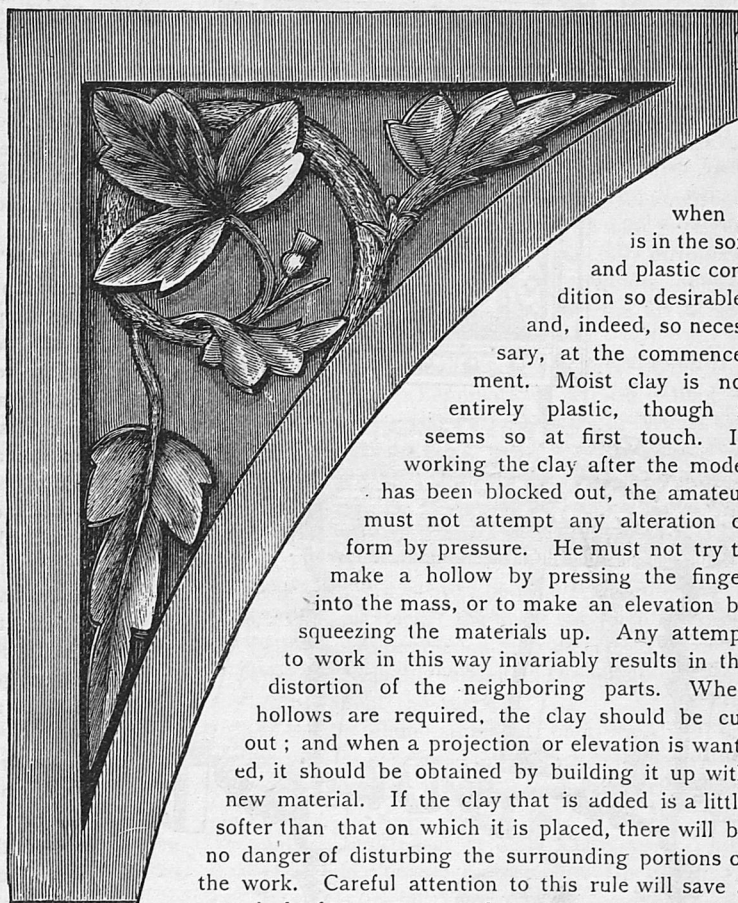 when
is in the so
and plastic con
dition so desirable
and, indeed, so neces
sary, at the commence
ment. Moist clay is no
entirely plastic, though
seems so at first touch. I
working the clay after the mode
has been blocked out, the amateu
must not attempt any alteration o
form by pressure. He must not try t
make a hollow by pressing the finge
into the mass, or to make an elevation b
squeezing the materials up. Any attemp
to work in this way invariably results in th
distortion of the neighboring parts. Whe
hollows are required, the clay should be cu
out ; and when a projection or elevation is want
ed, it should be obtained by building it up wit
new material. If the clay that is added is a littl
softer than that on which it is placed, there will b
no danger of disturbing the surrounding portions o
the work. Careful attention to this rule will save